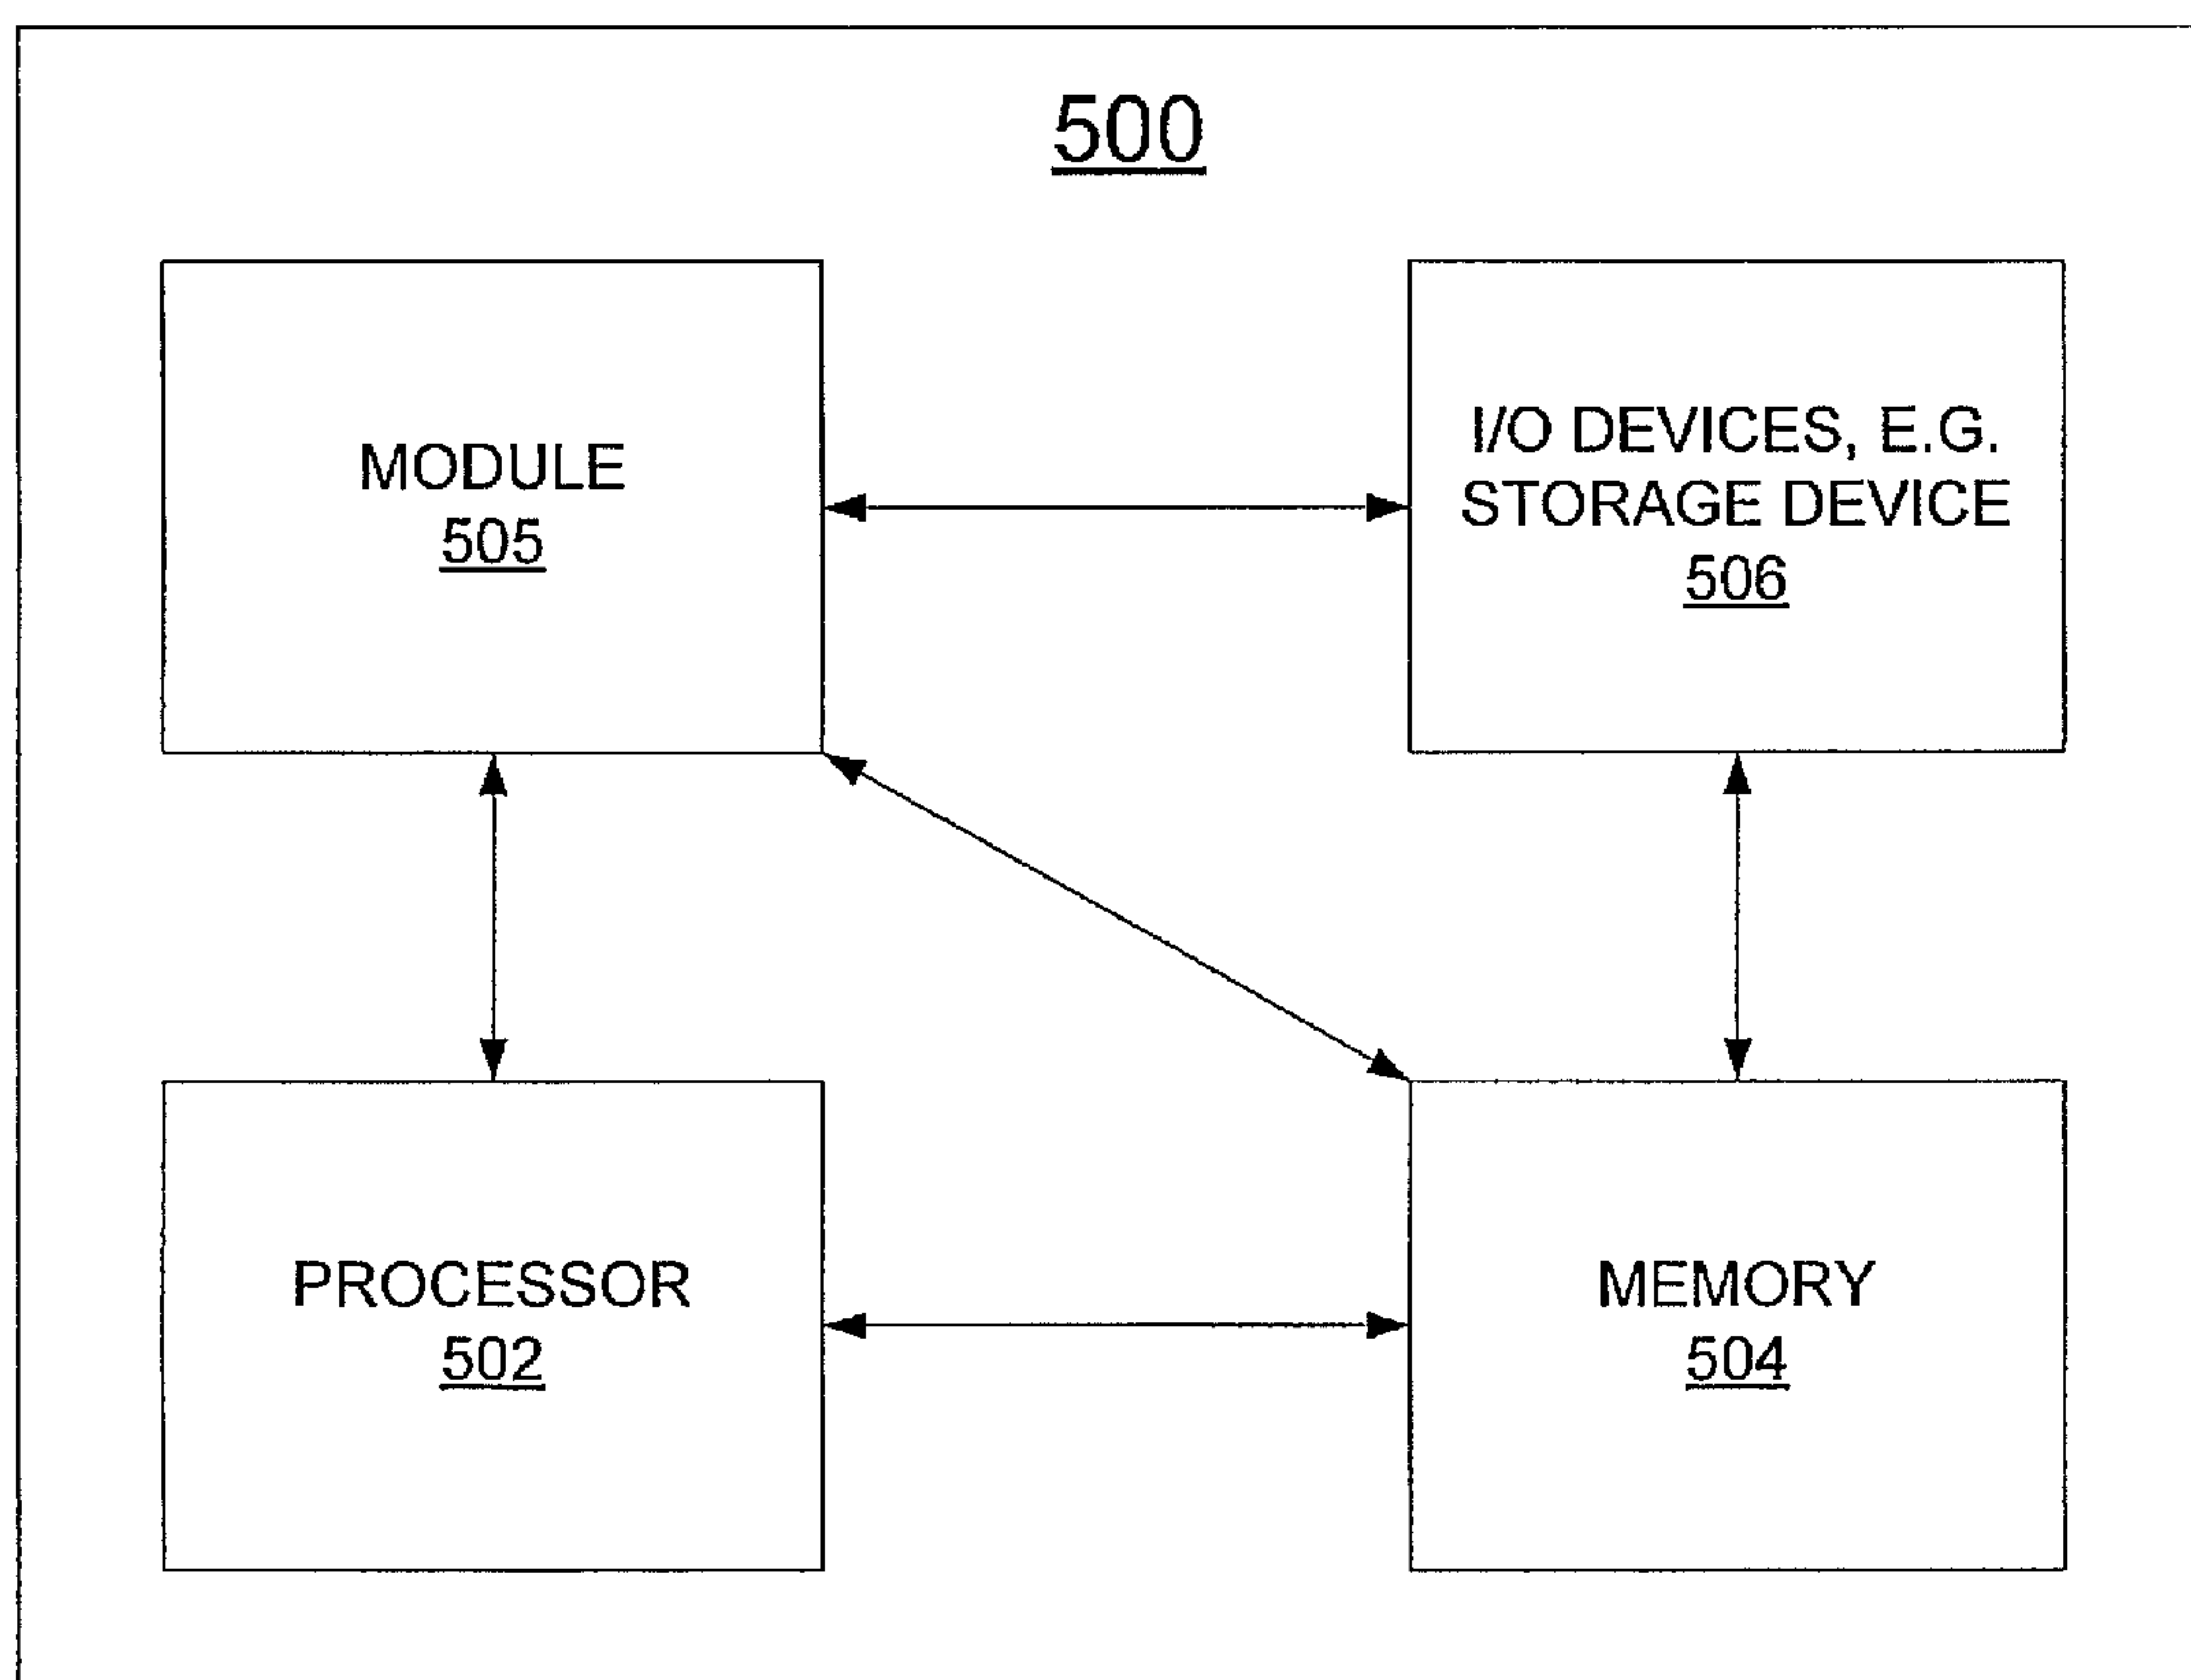 500
MODULE
505
I/O DEVICES, E.G.
STORAGE DEVICE
506
PROCESSOR
502
MEMORY
504